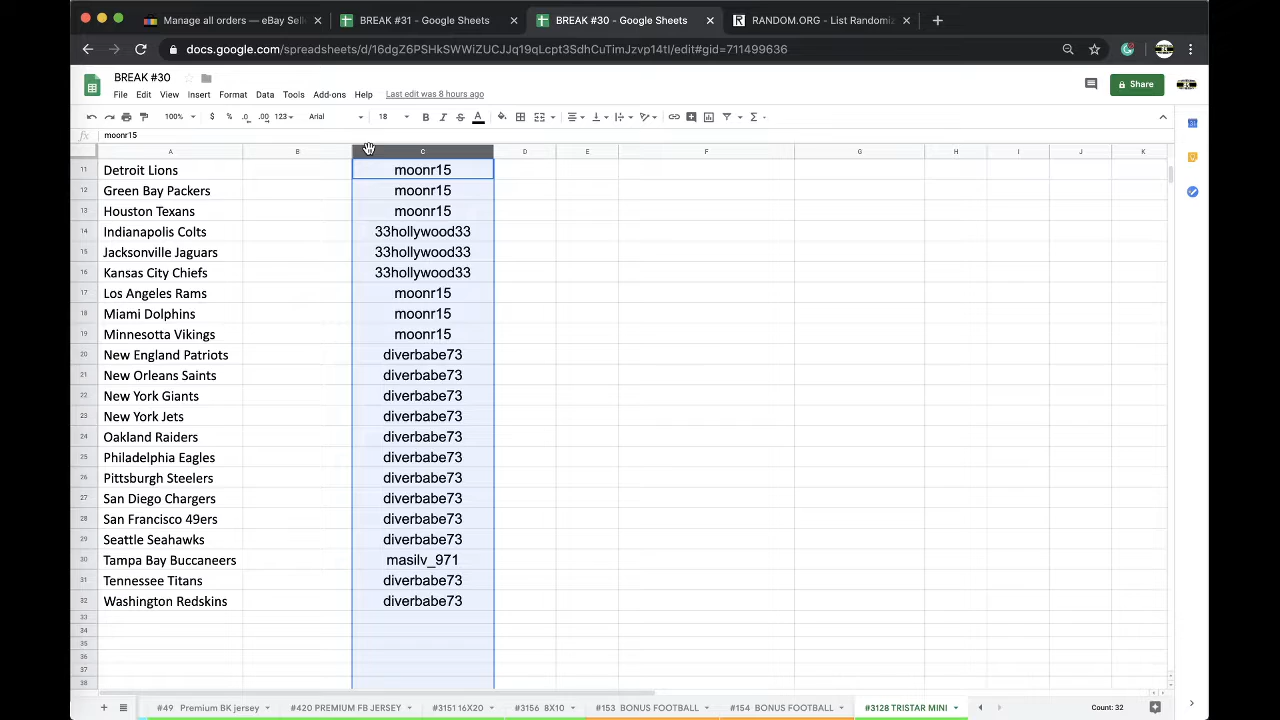 Manage all orders — eBay Sell
BREAK #31 - Google Sheets
BREAK #30 - Google Sheets
RANDOM.ORG - List Randomiz
docs.google.com/spreadsheets/d/16dgZ6PSHkSWWiZUCJJq19qLcpt3SdhCuTimJzvp14tI/edit#gid=711499636
BREAK #30
File Edit View Insert Format Data Tools Add-ons Help Last edit was 8 hours ago
Share
100% $ % .0 .00 123 Arial 18 B I S A
fx moonr15
A B C D E F G H I J K
11 Detroit Lions moonr15
12 Green Bay Packers moonr15
13 Houston Texans moonr15
14 Indianapolis Colts 33hollywood33
15 Jacksonville Jaguars 33hollywood33
16 Kansas City Chiefs 33hollywood33
17 Los Angeles Rams moonr15
18 Miami Dolphins moonr15
19 Minnesotta Vikings moonr15
20 New England Patriots diverbabe73
21 New Orleans Saints diverbabe73
22 New York Giants diverbabe73
23 New York Jets diverbabe73
24 Oakland Raiders diverbabe73
25 Philadelphia Eagles diverbabe73
26 Pittsburgh Steelers diverbabe73
27 San Diego Chargers diverbabe73
28 San Francisco 49ers diverbabe73
29 Seattle Seahawks diverbabe73
30 Tampa Bay Buccaneers masilv_971
31 Tennessee Titans diverbabe73
32 Washington Redskins diverbabe73
33
34
35
36
37
38
#49 Premium BK jersey #420 PREMIUM FB JERSEY #3131 6X20 #3156 8X10 #153 BONUS FOOTBALL #154 BONUS FOOTBALL #3128 TRISTAR MINI Count: 32